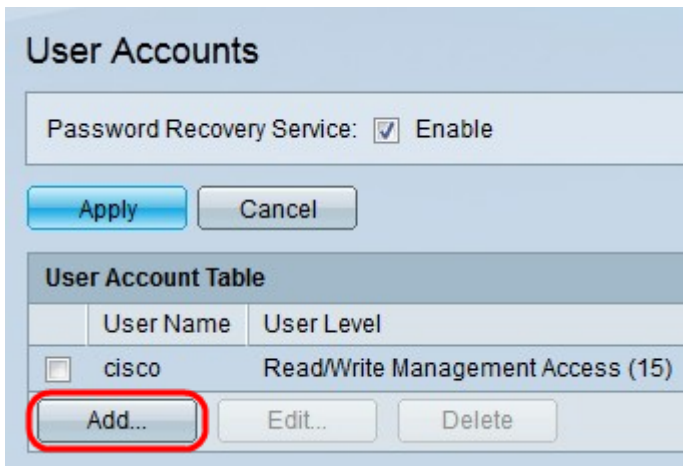 User Accounts
Password Recovery Service: Enable
Apply Cancel
User Account Table
User Name User Level
cisco Read/Write Management Access (15)
Add... Edit... Delete